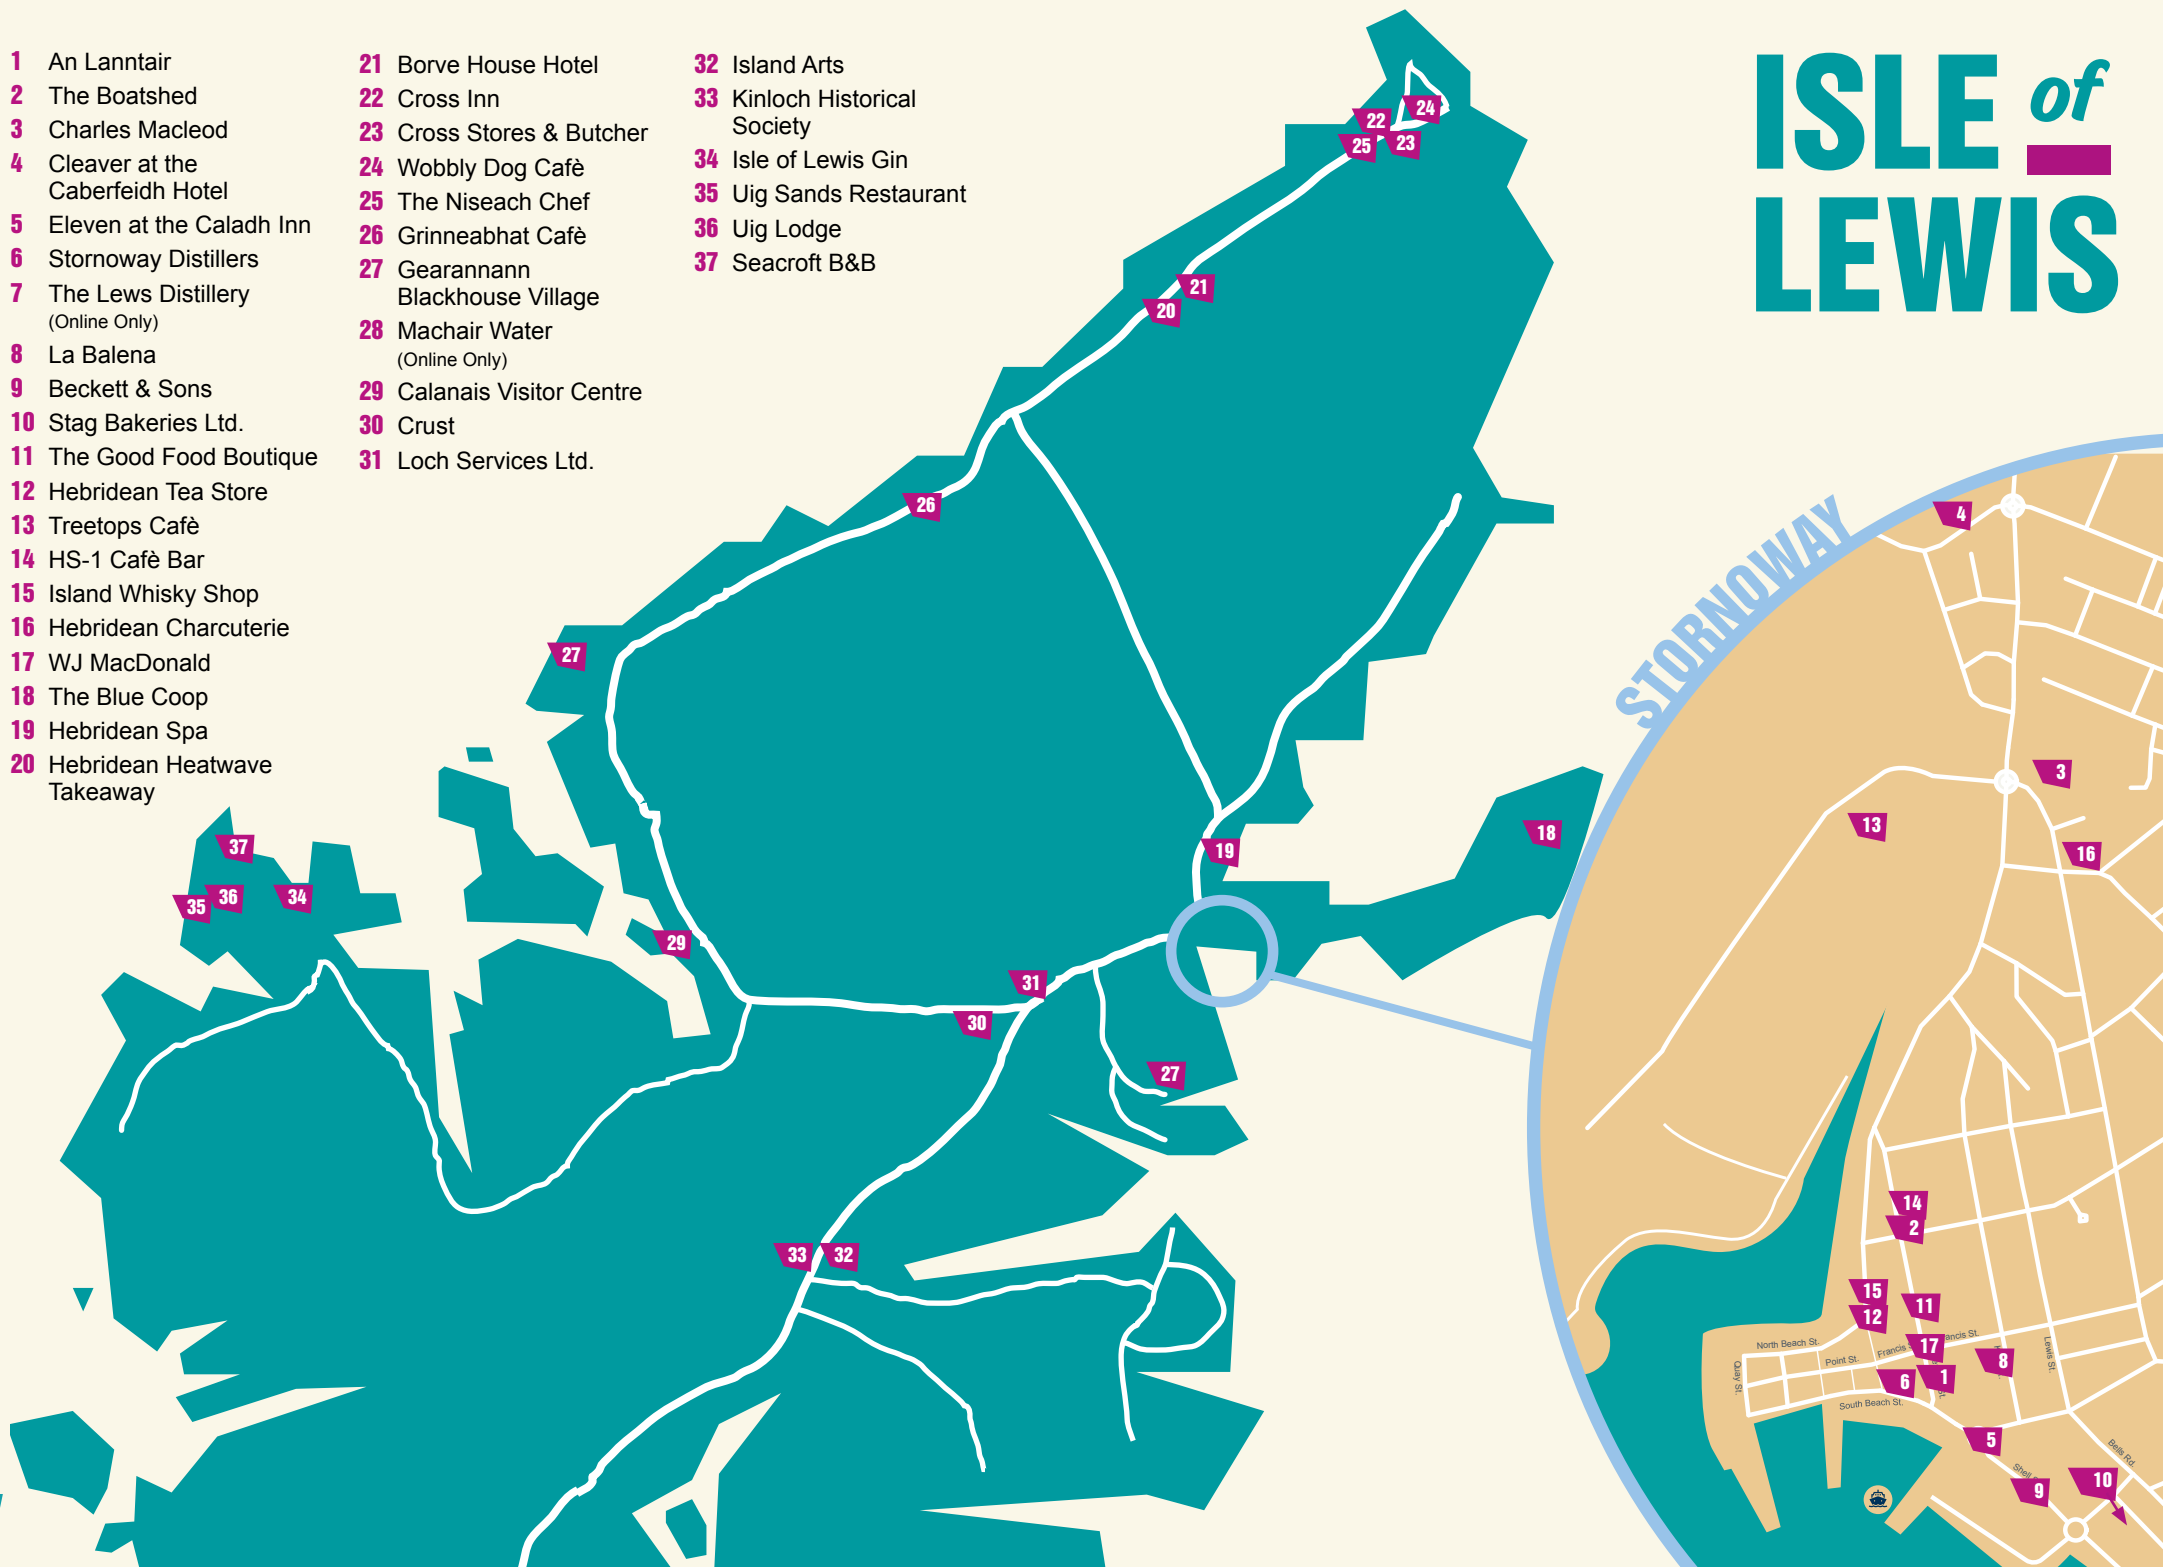 1 An Lanntair
2 The Boatshed
3 Charles Macleod
4 Cleaver at the
Caberfeidh Hotel
5 Eleven at the Caladh Inn
6 Stornoway Distillers
7 The Lews Distillery
(Online Only)
8 La Balena
9 Beckett & Sons
10 Stag Bakeries Ltd.
11 The Good Food Boutique
12 Hebridean Tea Store
13 Treetops Cafè
14 HS-1 Cafè Bar
15 Island Whisky Shop
16 Hebridean Charcuterie
17 WJ MacDonald
18 The Blue Coop
19 Hebridean Spa
20 Hebridean Heatwave
Takeaway
21 Borve House Hotel
22 Cross Inn
23 Cross Stores & Butcher
24 Wobbly Dog Cafè
25 The Niseach Chef
26 Grinneabhat Cafè
27 Gearannann
Blackhouse Village
28 Machair Water
(Online Only)
29 Calanais Visitor Centre
30 Crust
31 Loch Services Ltd.
32 Island Arts
33 Kinloch Historical
Society
34 Isle of Lewis Gin
35 Uig Sands Restaurant
36 Uig Lodge
37 Seacroft B&B
ISLE of
LEWIS
24
22
25
23
21
20
26
27
37
36
35
34
29
18
19
31
30
27
33
32
STORNOWAY
4
3
13
16
14
2
15
12
11
17
8
1
6
5
9
10
North Beach St.
Point St.
Francis
ancis St.
Quay St.
South Beach St.
Lewis St.
Shell
Bells Rd.